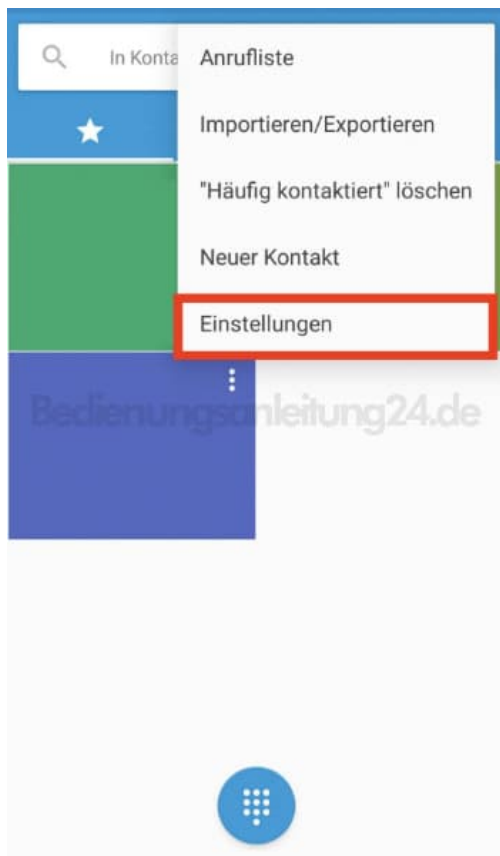 In Konta
Anrufliste
Importieren/Exportieren
"Häufig kontaktiert" löschen
Neuer Kontakt
Einstellungen
Bedienungsanleitung24.de